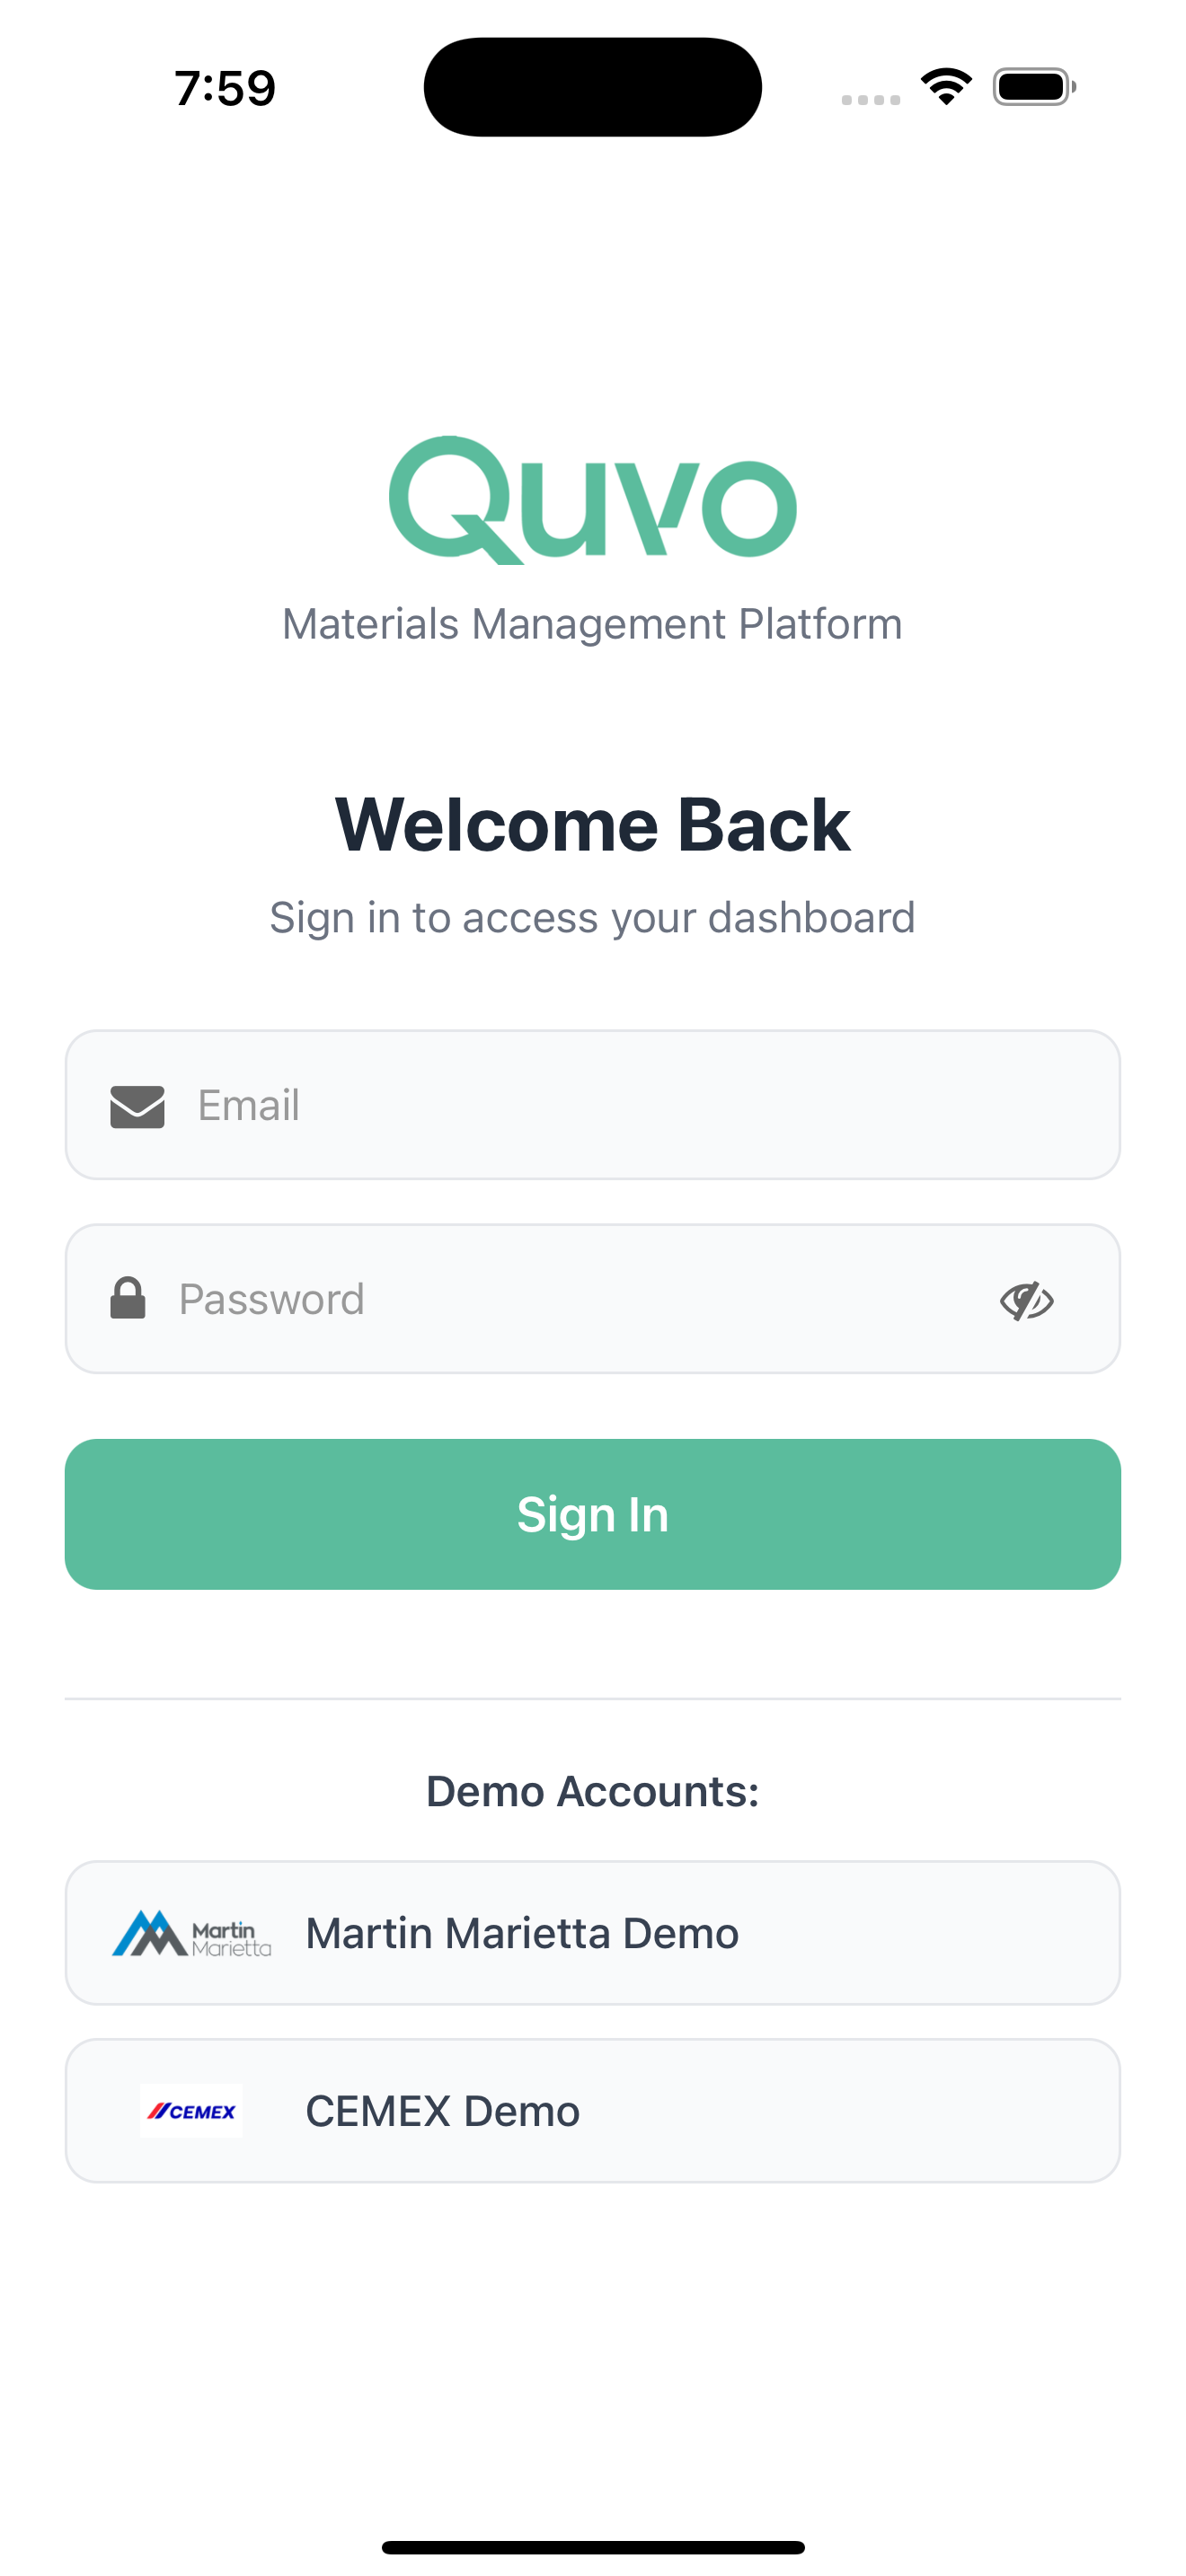 7:59
Quvo
Materials Management Platform
Welcome Back
Sign in to access your dashboard
Email
Password
Sign In
Demo Accounts:
Martin
Marietta
Martin Marietta Demo
CEMEX
CEMEX Demo